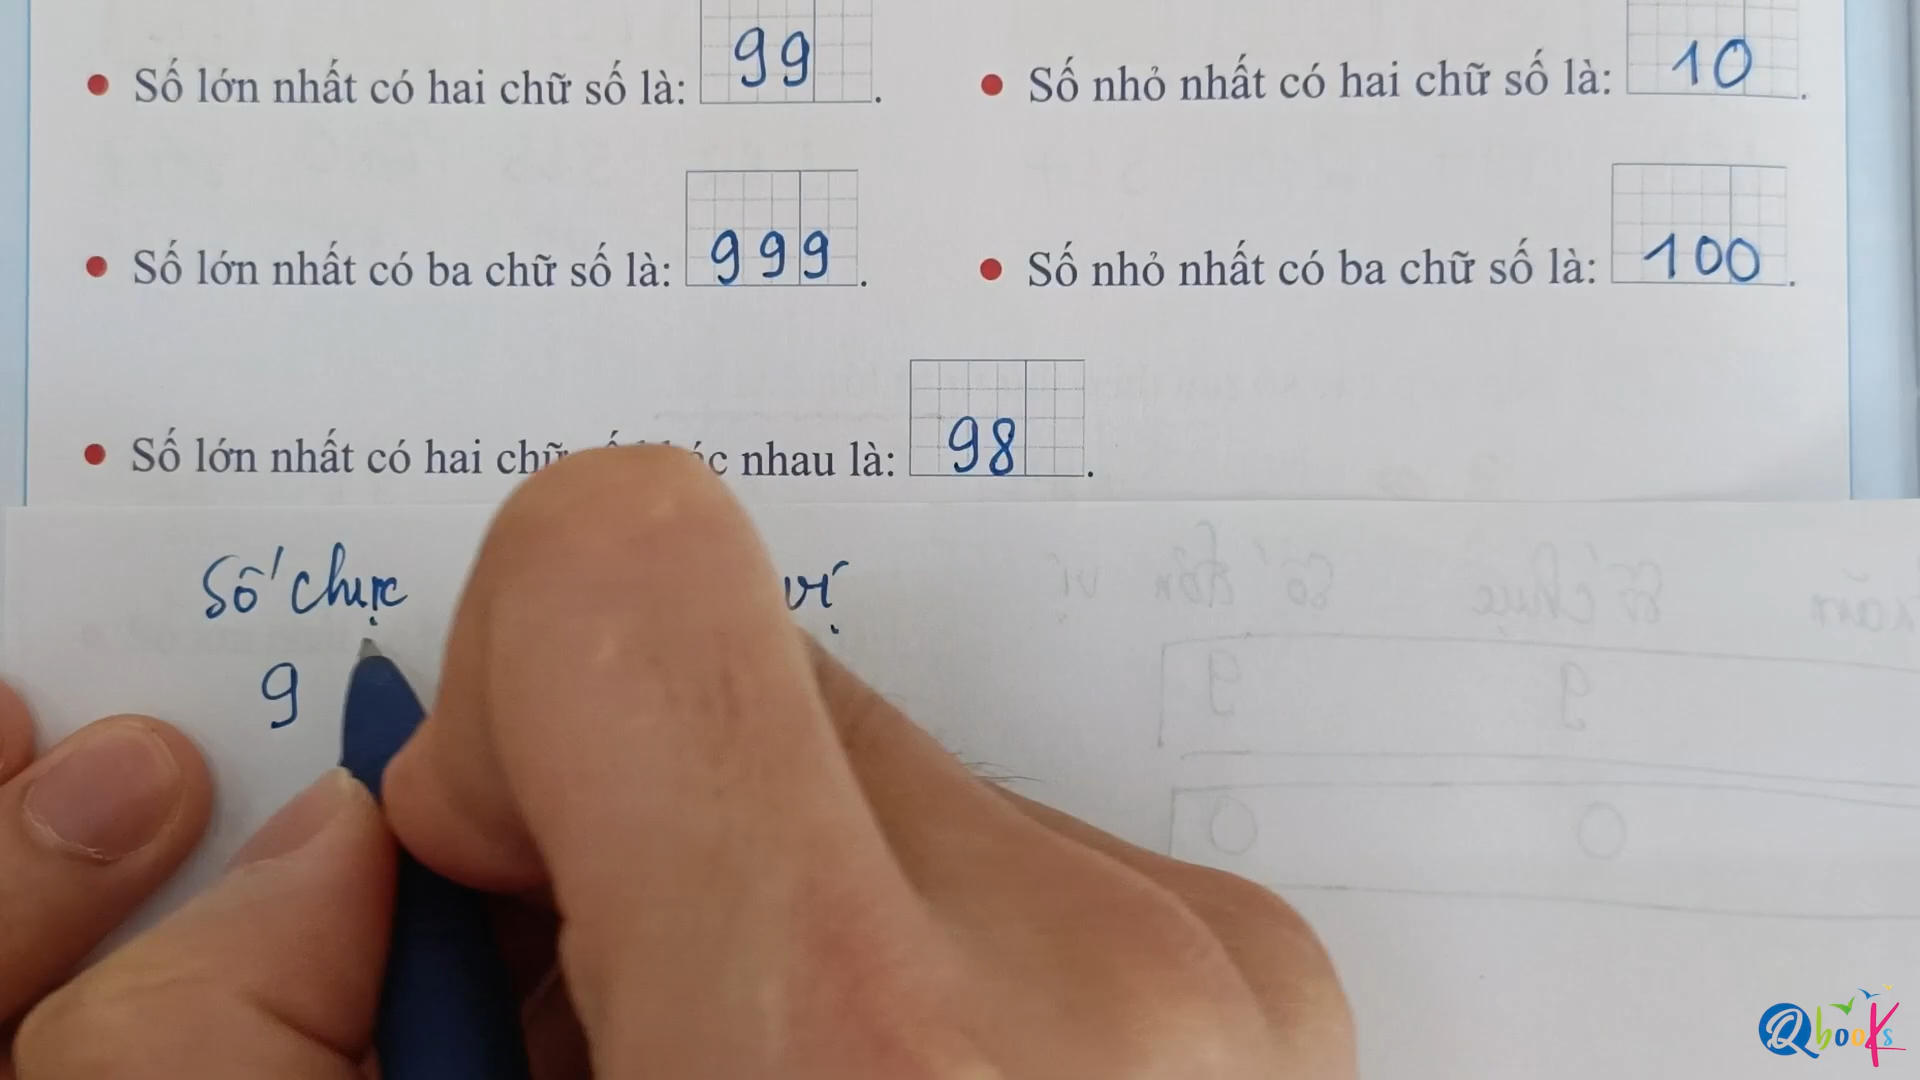 Số lớn nhất có hai chữ số là: 99.
Số nhỏ nhất có hai chữ số là: 10.
Số lớn nhất có ba chữ số là: 999.
Số nhỏ nhất có ba chữ số là: 100.
Số lớn nhất có hai chữ nhau là: 98.
Số chục vị
9
Qbooks